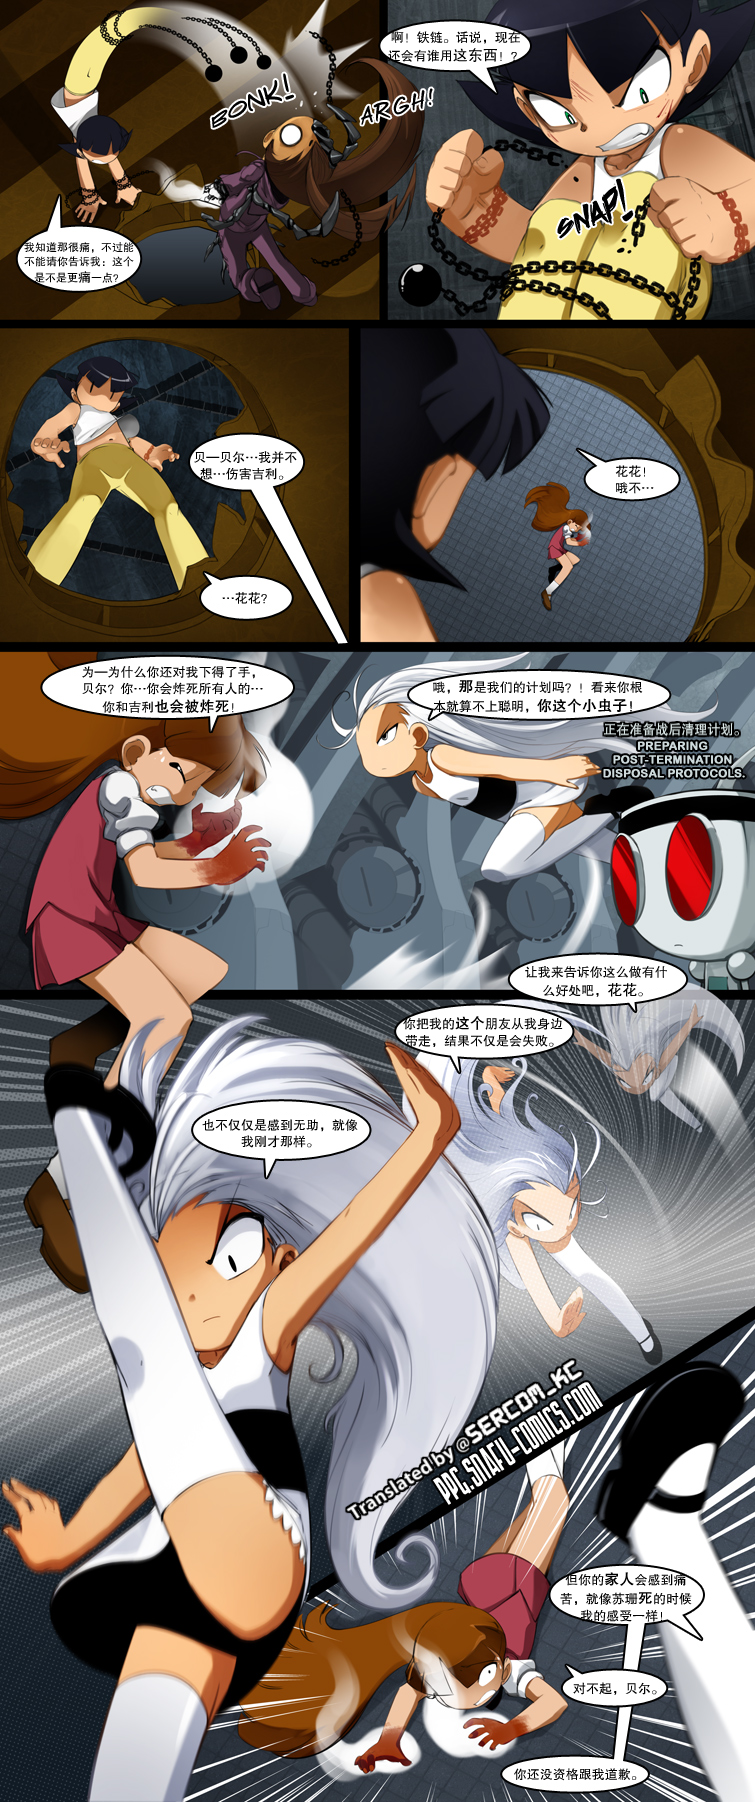 BONK!
ARGH!
我知道那很痛，不过能
不能请你告诉我：这个
是不是更痛一点？
啊！铁链。话说，现在
还会有谁用这东西！？
SNAP!
贝—贝尔…我并不
想…伤害吉利。
…花花？
花花！
哦不…
为—为什么你还对我下得了手，
贝尔？你…你会炸死所有人的…
你和吉利也会被炸死！
哦，那是我们的计划吗？！看来你根
本就算不上聪明，你这个小虫子！
正在准备战后清理计划。
PREPARING
POST-TERMINATION
DISPOSAL PROTOCOLS.
让我来告诉你这么做有什
么好处吧，花花。
你把我的这个朋友从我身边
带走，结果不仅是会失败。
也不仅仅是感到无助，就像
我刚才那样。
Translated by @SERCOM_KC
PPG.SNAFU-COMICS.COM
但你的家人会感到痛
苦，就像苏珊死的时候
我的感受一样！
对不起，贝尔。
你还没资格跟我道歉。